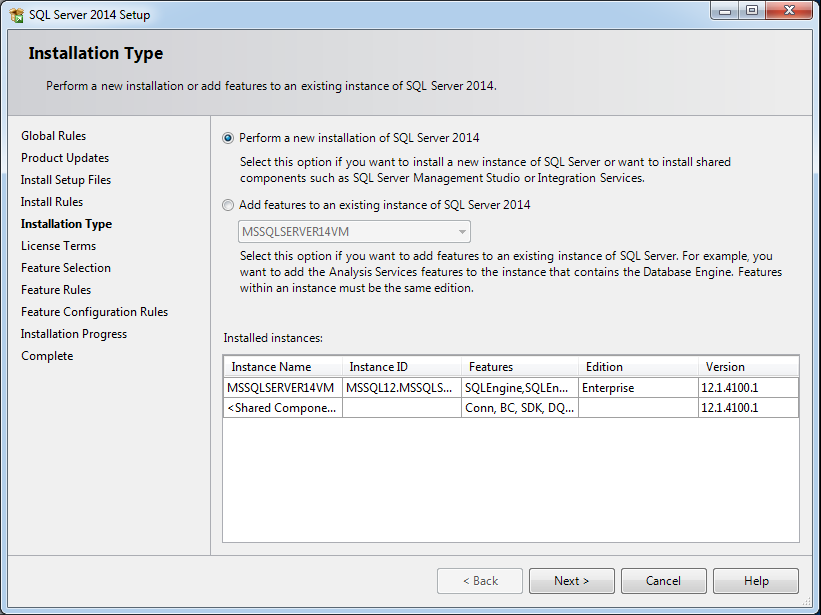 SQL Server 2014 Setup
Installation Type
Perform a new installation or add features to an existing instance of SQL Server 2014.
Global Rules
Product Updates
Install Setup Files
Install Rules
Installation Type
License Terms
Feature Selection
Feature Rules
Feature Configuration Rules
Installation Progress
Complete
Perform a new installation of SQL Server 2014
Select this option if you want to install a new instance of SQL Server or want to install shared
components such as SQL Server Management Studio or Integration Services.
Add features to an existing instance of SQL Server 2014
MSSQLSERVER14VM
Select this option if you want to add features to an existing instance of SQL Server. For example, you
want to add the Analysis Services features to the instance that contains the Database Engine. Features
within an instance must be the same edition.
Installed instances:
Instance Name Instance ID Features Edition Version
MSSQLSERVER14VM MSSQL12.MSSQLS... SQLEngine,SQLEn... Enterprise 12.1.4100.1
<Shared Compone... Conn, BC, SDK, DQ... 12.1.4100.1
< Back Next > Cancel Help